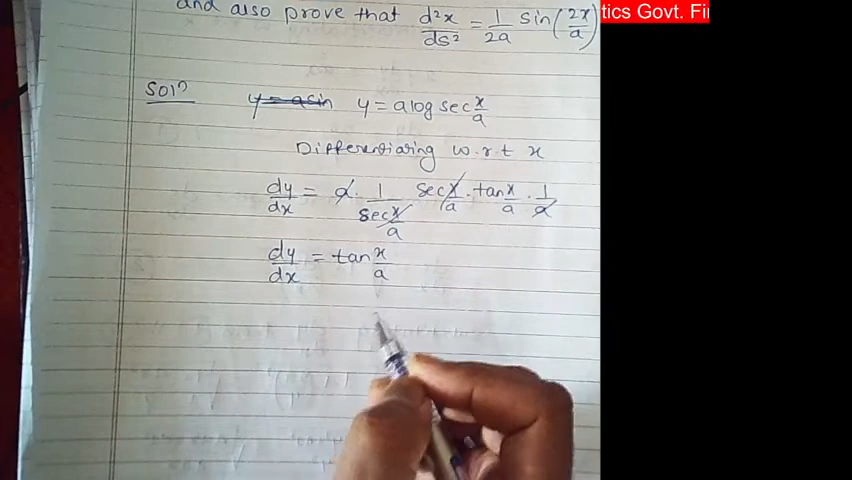 and also prove that d²x/ds² = 1/2a sin(2x/a)
tics Govt. Fi
Solⁿ y = a sin y = a log sec x/a
Differentiaring w.r.t x
dy/dx = a · 1/sec x/a sec x/a · tan x/a · 1/a
dy/dx = tan x/a